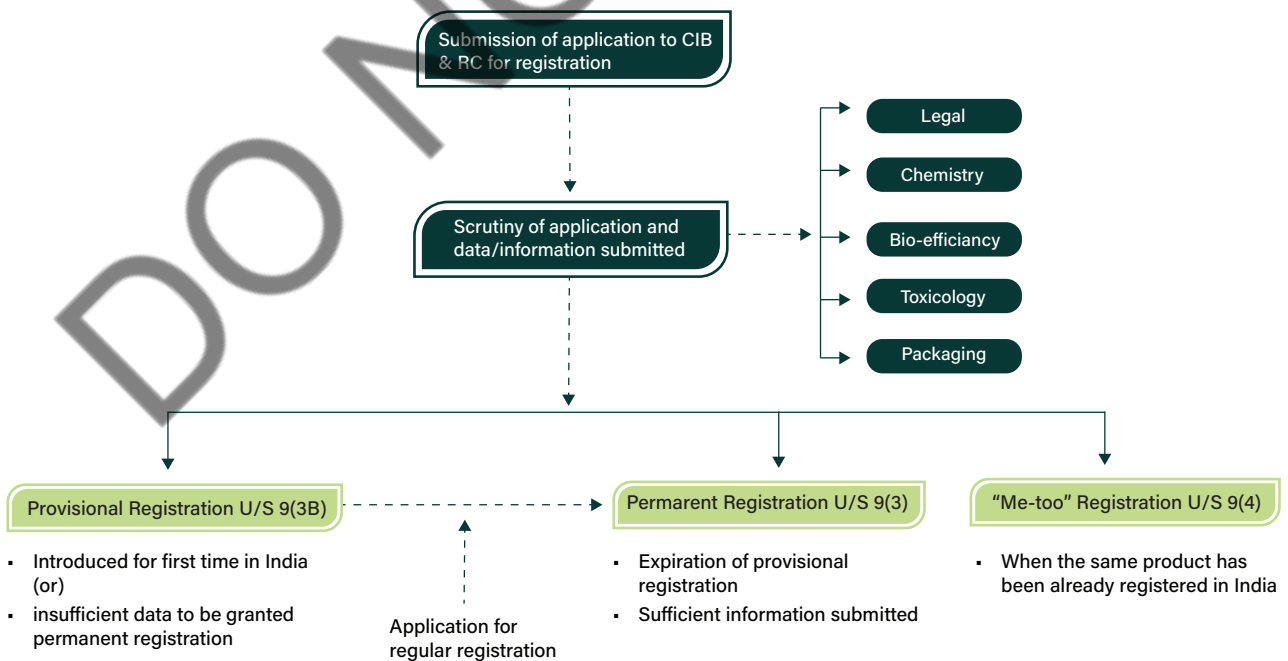 DO NO
Submission of application to CIB
& RC for registration
Legal
Chemistry
Bio-efficiancy
Toxicology
Packaging
Scrutiny of application and
data/information submitted
Provisional Registration U/S 9(3B)
Permarent Registration U/S 9(3)
“Me-too” Registration U/S 9(4)
▪ Introduced for first time in India
(or)
▪ insufficient data to be granted
permanent registration
Application for
regular registration
▪ Expiration of provisional
registration
▪ Sufficient information submitted
▪ When the same product has
been already registered in India